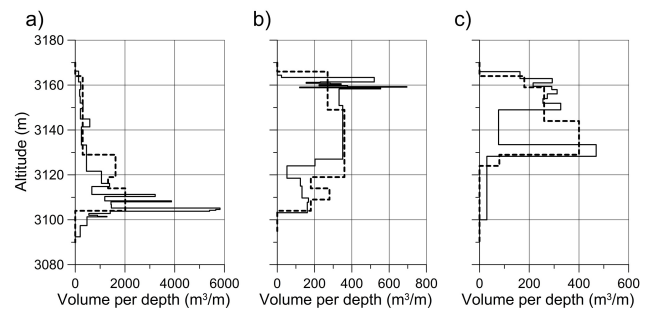 a)
b)
c)
Altitude (m)
3180
3160
3140
3120
3100
3080
0 2000 4000 6000
0 200 400 600 800
0 200 400 600
Volume per depth (m³/m)
Volume per depth (m³/m)
Volume per depth (m³/m)